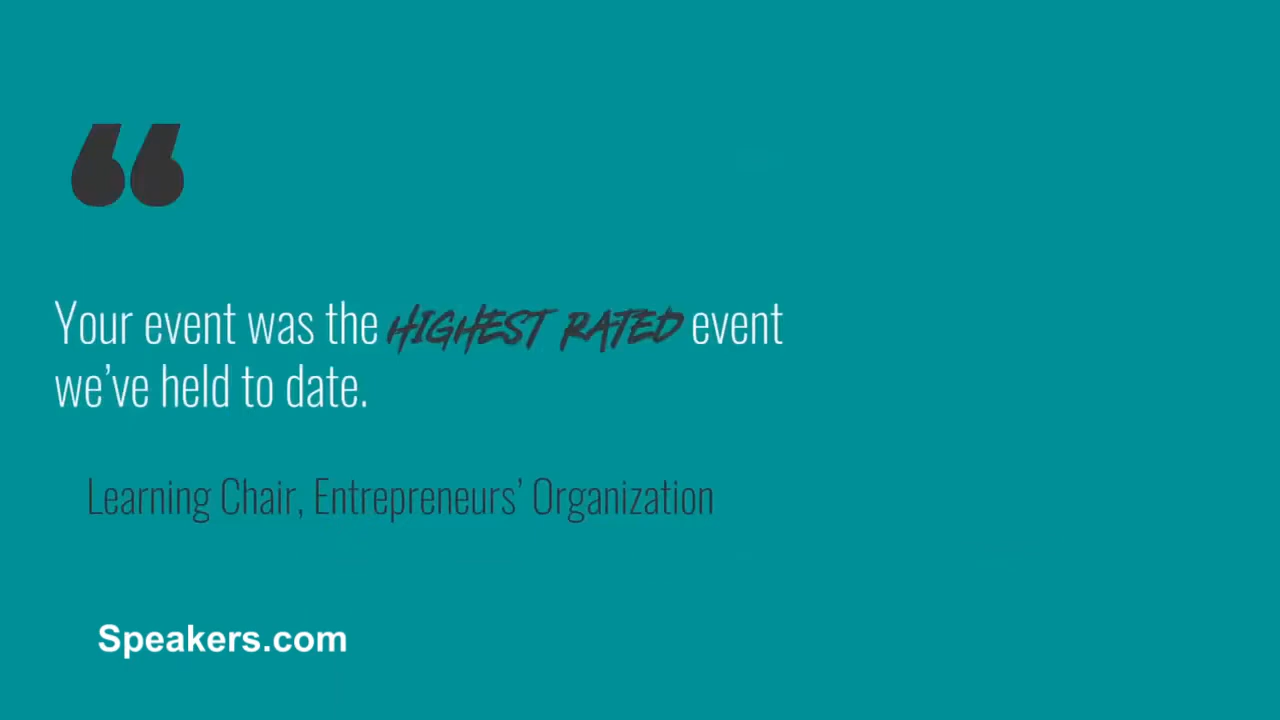 “
Your event was the HIGHEST RATED event
we’ve held to date.
Learning Chair, Entrepreneurs’ Organization
Speakers.com